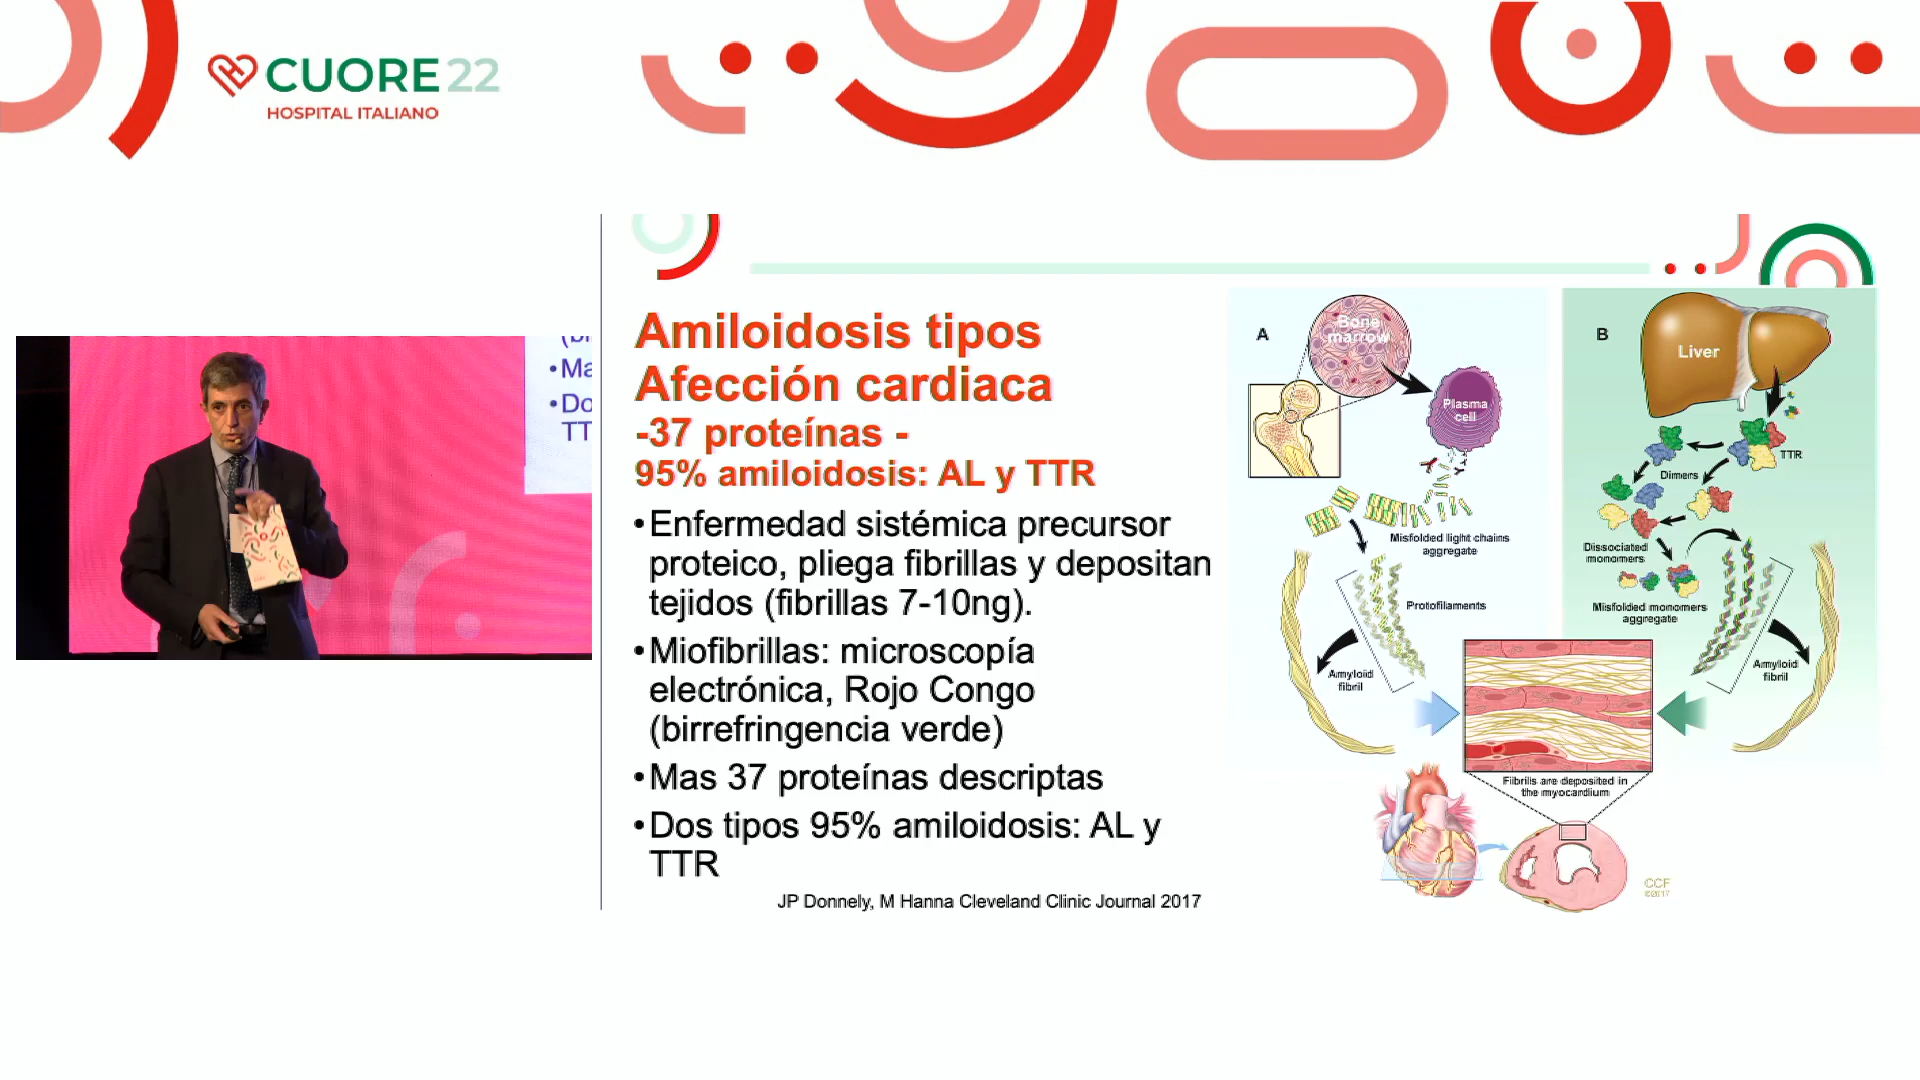 CUORE 22
HOSPITAL ITALIANO
•Ma
•Do
TT
Amiloidosis tipos
Afección cardiaca
-37 proteínas -
95% amiloidosis: AL y TTR
•Enfermedad sistémica precursor
proteico, pliega fibrillas y depositan
tejidos (fibrillas 7-10ng).
•Miofibrillas: microscopía
electrónica, Rojo Congo
(birrefringencia verde)
•Mas 37 proteínas descriptas
•Dos tipos 95% amiloidosis: AL y
TTR
JP Donnely, M Hanna Cleveland Clinic Journal 2017
A
Bone
marrow
Plasma
cell
Misfolded light chains
aggregate
Protofilaments
Amyloid
fibril
B
Liver
TTR
Dimers
Dissociated
monomers
Misfolded monomers
aggregate
Amyloid
fibril
Fibrils are deposited in
the myocardium
CCF
©2017